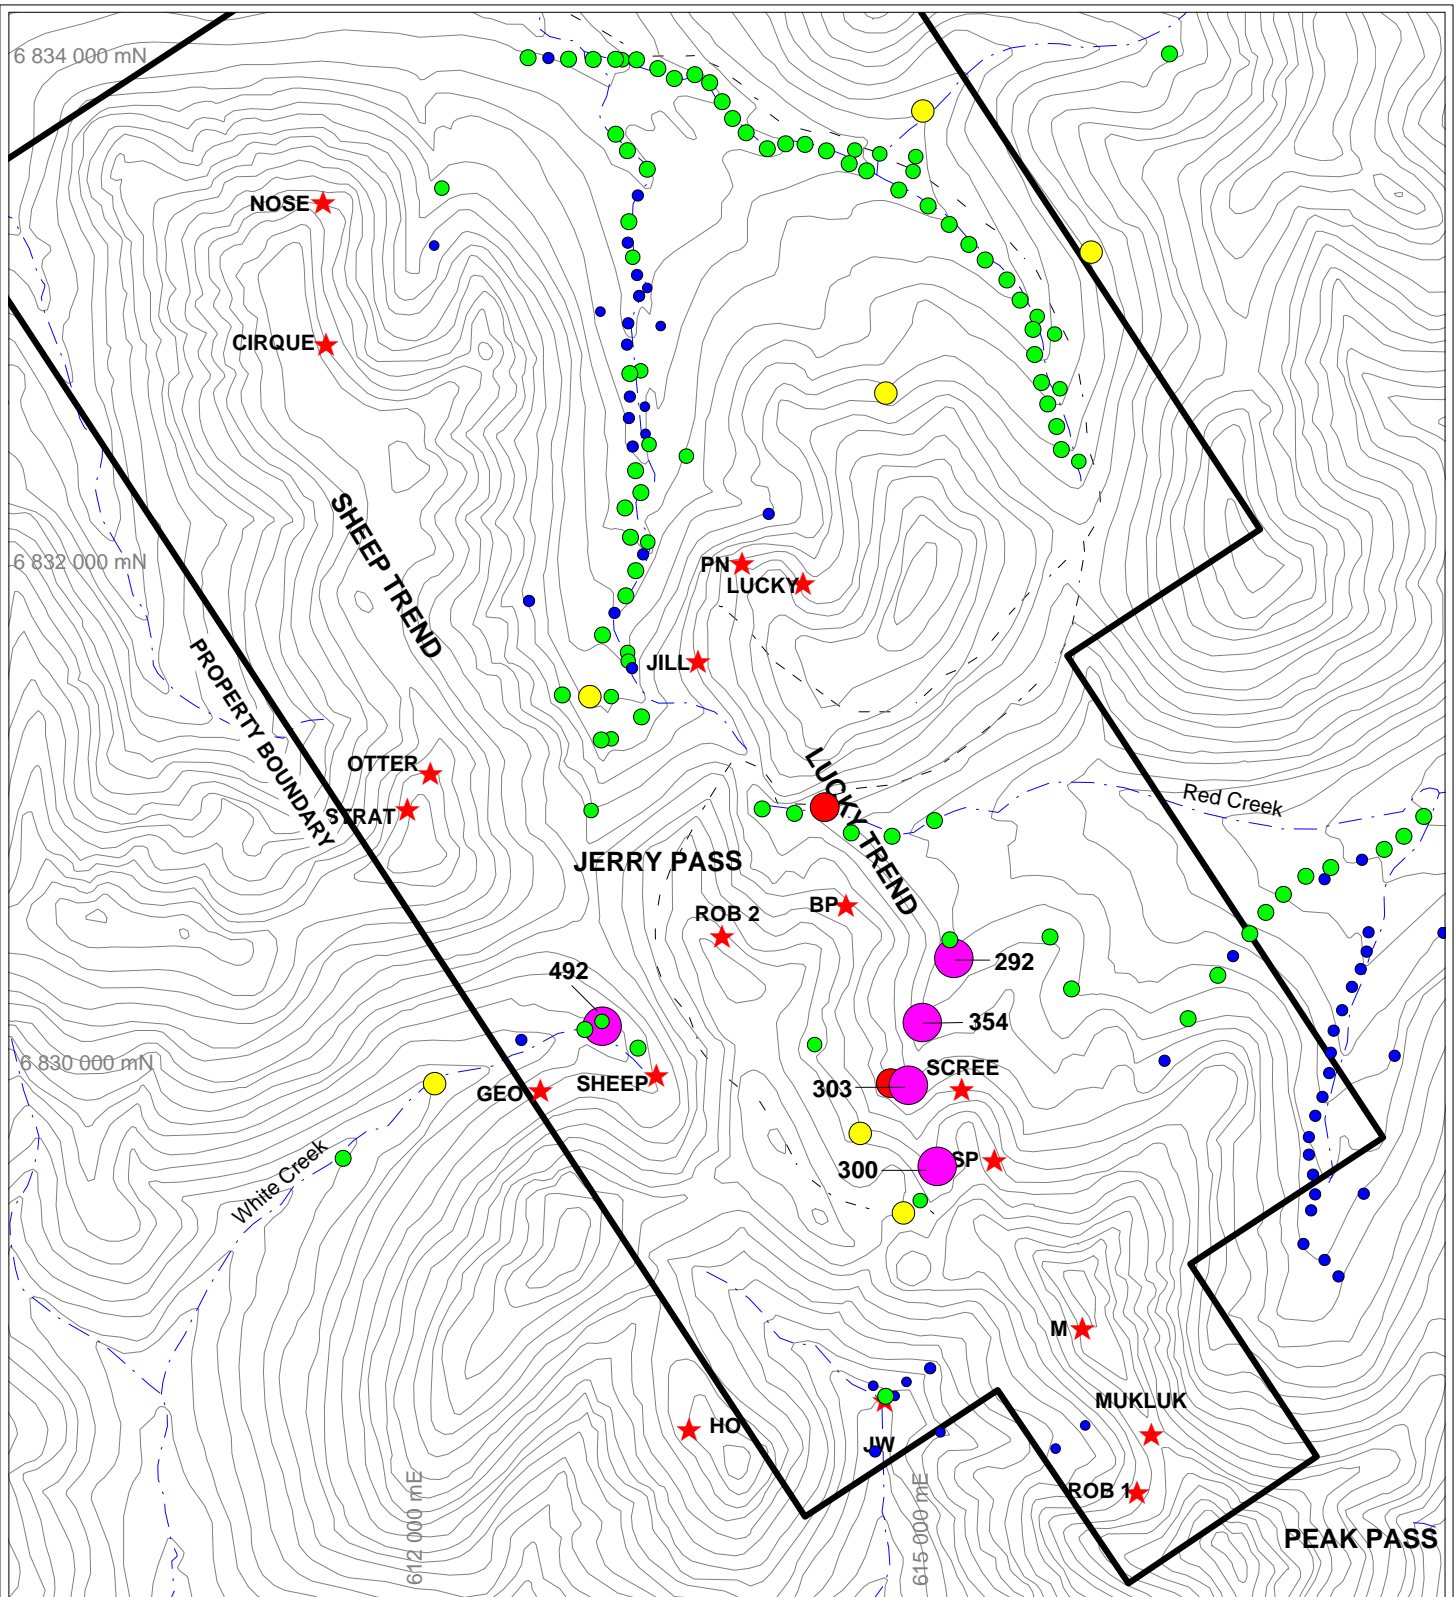 6 834 000 mN
NOSE
CIRQUE
SHEEP TREND
6 832 000 mN
PN
LUCKY
PROPERTY BOUNDARY
JILL
OTTER
LUCKY TREND
STRAT
Red Creek
JERRY PASS
BP
ROB 2
492
292
354
6 830 000 mN
SCREE
SHEEP
303
GEO
White Creek
SP
300
M
MUKLUK
HO
JW
612 000 mE
615 000 mE
ROB 1
PEAK PASS